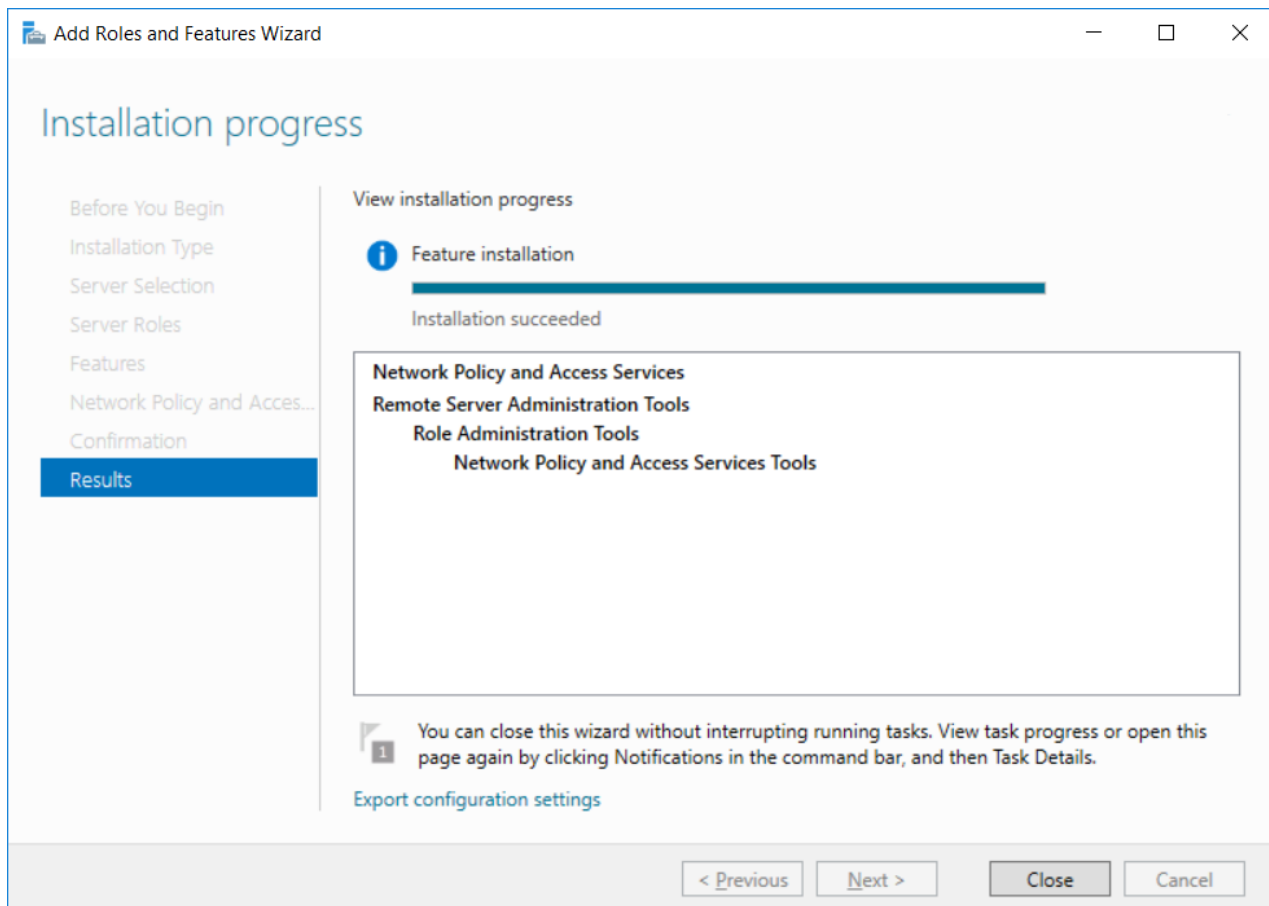 Add Roles and Features Wizard
Installation progress
Before You Begin
Installation Type
Server Selection
Server Roles
Features
Network Policy and Acces...
Confirmation
Results
View installation progress
Feature installation
Installation succeeded
Network Policy and Access Services
Remote Server Administration Tools
Role Administration Tools
Network Policy and Access Services Tools
1
You can close this wizard without interrupting running tasks. View task progress or open this
page again by clicking Notifications in the command bar, and then Task Details.
Export configuration settings
< Previous
Next >
Close
Cancel